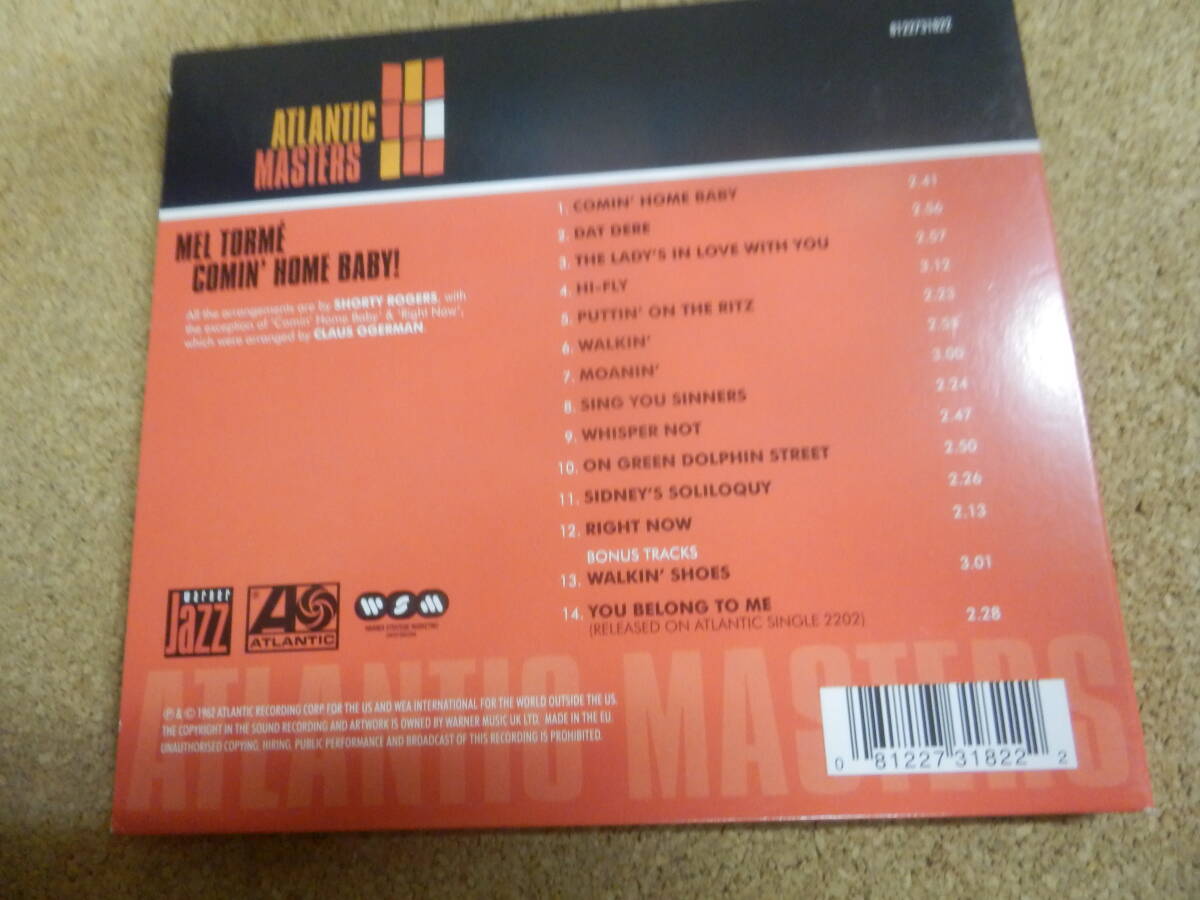 8122731822
ATLANTIC
MASTERS
MEL TORMÉ
COMIN' HOME BABY!
All the arrangements are by SHORTY ROGERS, with
the exception of 'Comin' Home Baby' & 'Right Now',
which were arranged by CLAUS OGERMAN.
1. COMIN' HOME BABY 2.41
2. DAT DERE 2.56
3. THE LADY'S IN LOVE WITH YOU 2.57
4. HI-FLY 3.12
5. PUTTIN' ON THE RITZ 2.23
6. WALKIN' 2.58
7. MOANIN' 3.00
8. SING YOU SINNERS 2.24
9. WHISPER NOT 2.47
10. ON GREEN DOLPHIN STREET 2.50
11. SIDNEY'S SOLILOQUY 2.26
12. RIGHT NOW 2.13
BONUS TRACKS
13. WALKIN' SHOES 3.01
14. YOU BELONG TO ME 2.28
(RELEASED ON ATLANTIC SINGLE 2202)
warner
Jazz
ATLANTIC
WSM
WARNER STRATEGIC MARKETING
ATLANTIC MASTERS
℗ & © 1962 ATLANTIC RECORDING CORP FOR THE US AND WEA INTERNATIONAL FOR THE WORLD OUTSIDE THE US.
THE COPYRIGHT IN THE SOUND RECORDING AND ARTWORK IS OWNED BY WARNER MUSIC UK LTD. MADE IN THE EU.
UNAUTHORISED COPYING, HIRING, PUBLIC PERFORMANCE AND BROADCAST OF THIS RECORDING IS PROHIBITED.
0 81227 31822 2